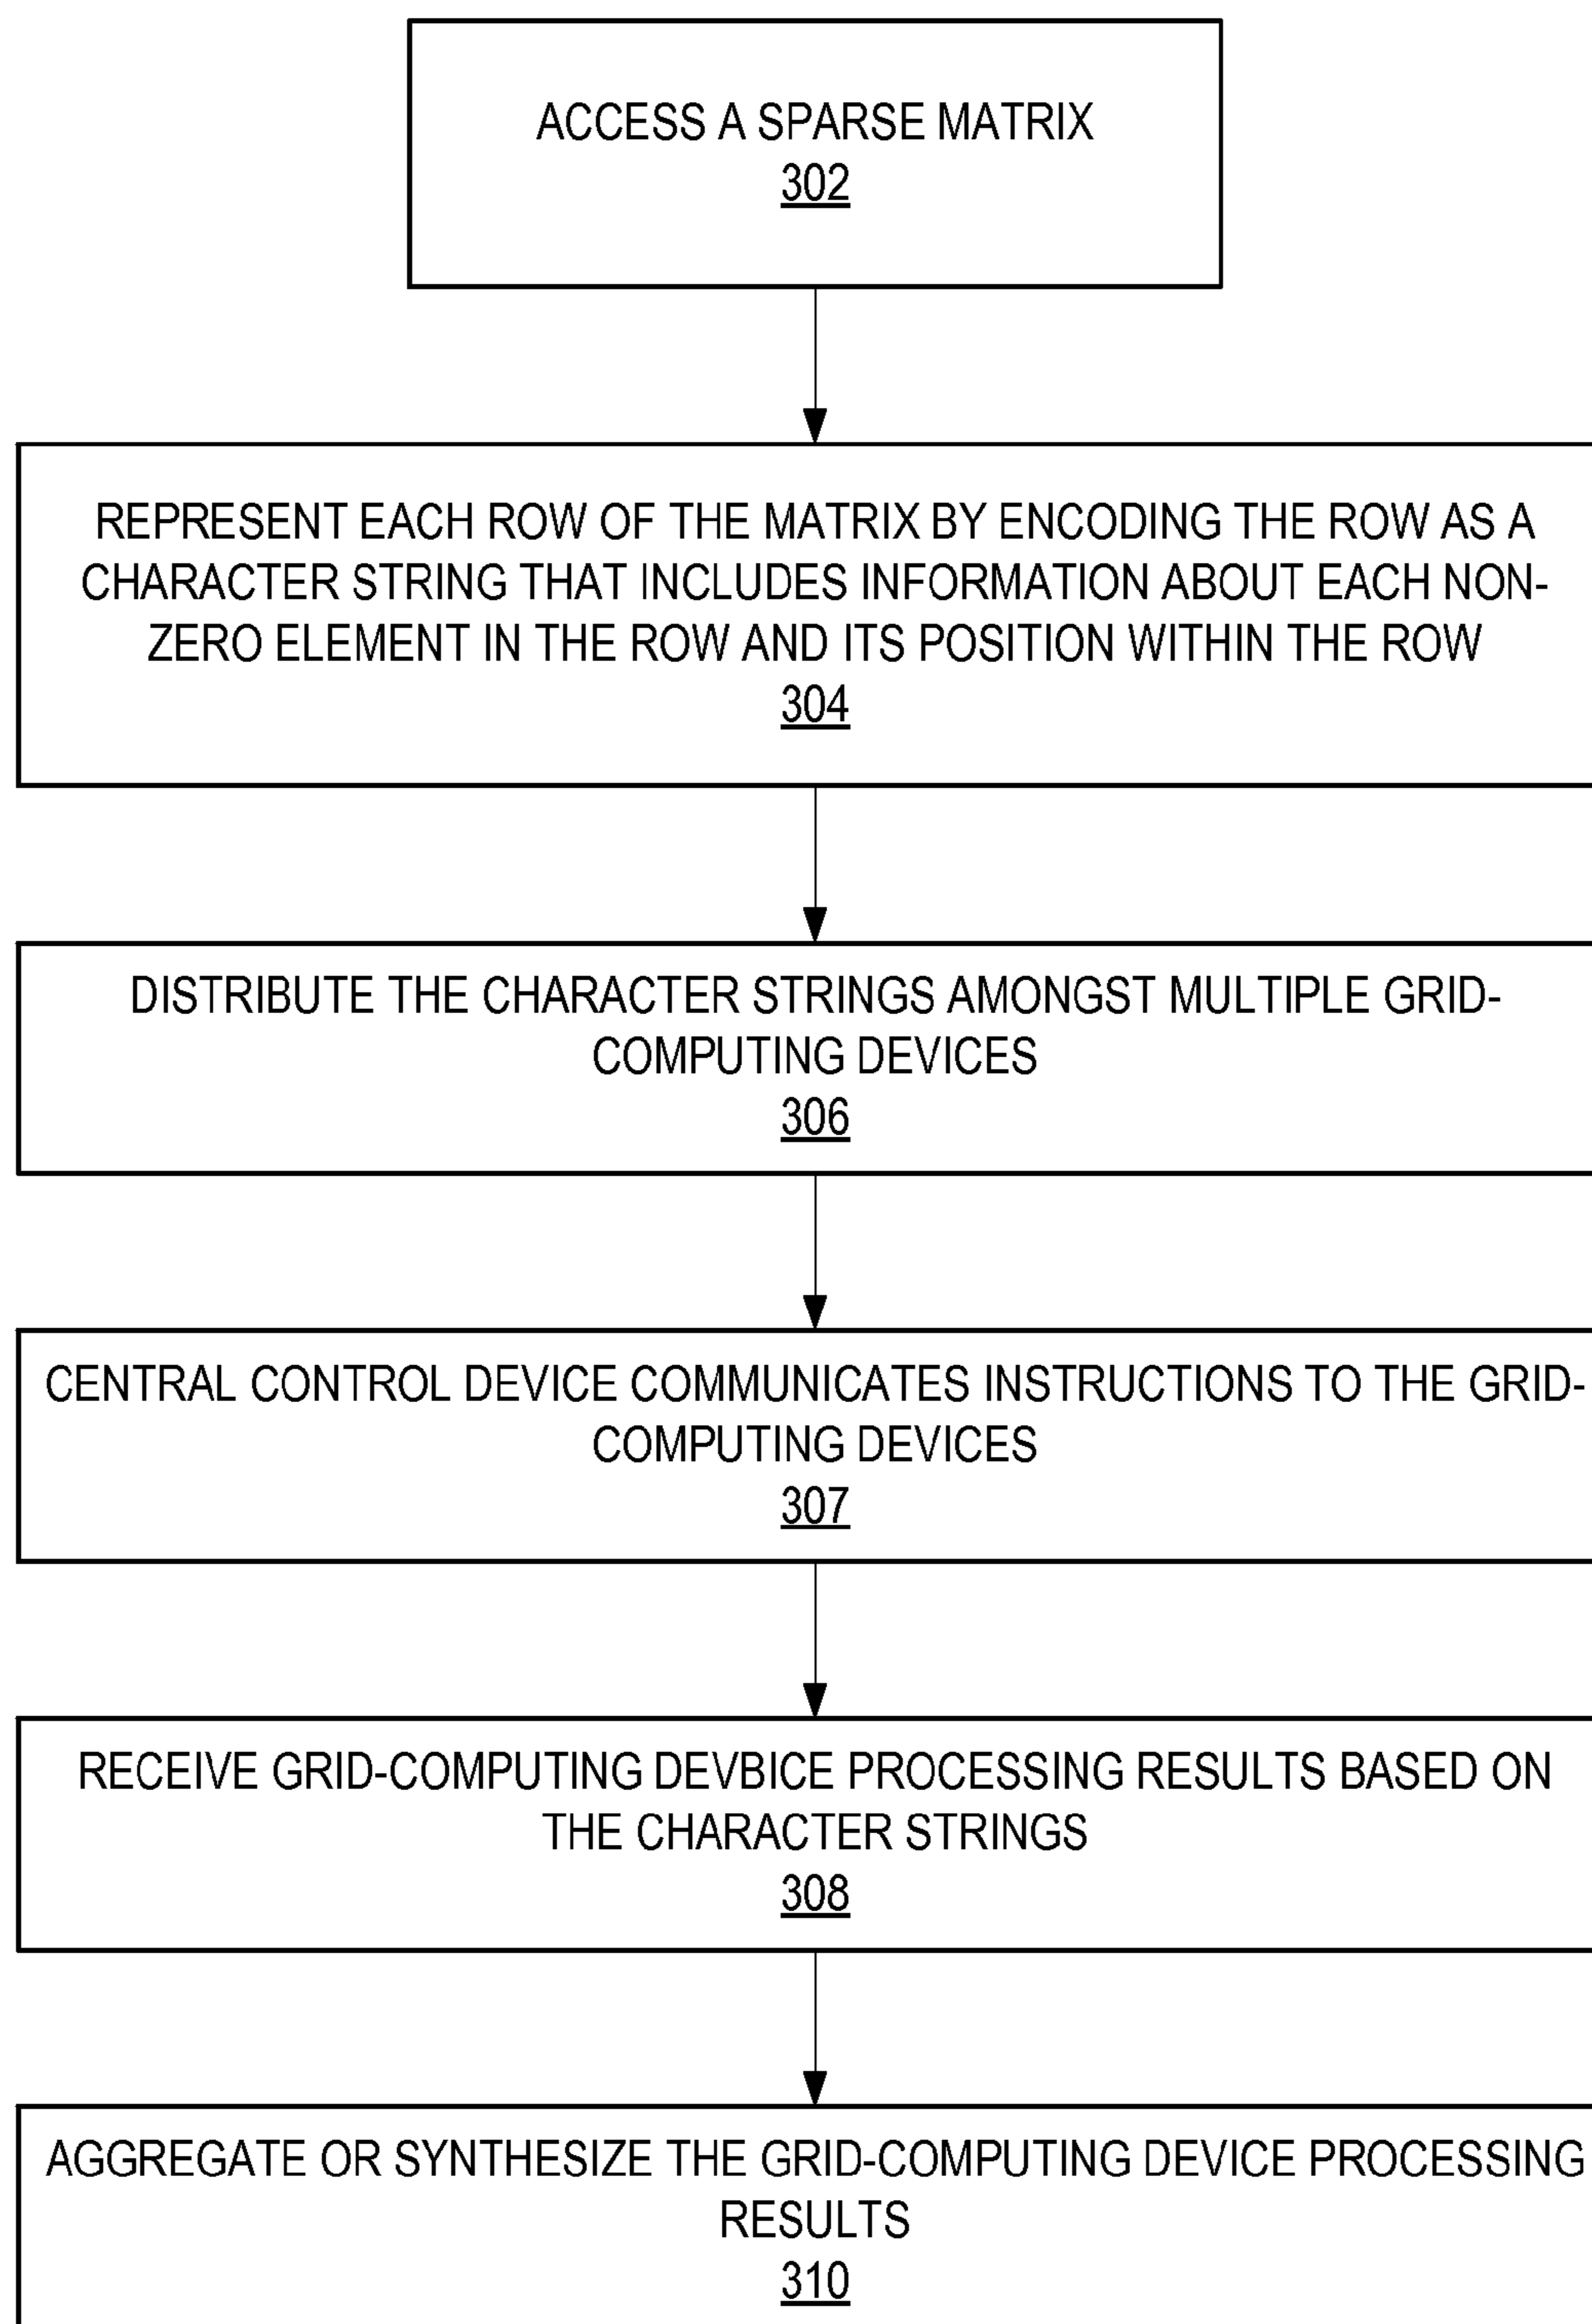 ACCESS A SPARSE MATRIX
302
REPRESENT EACH ROW OF THE MATRIX BY ENCODING THE ROW AS A
CHARACTER STRING THAT INCLUDES INFORMATION ABOUT EACH NON-
ZERO ELEMENT IN THE ROW AND ITS POSITION WITHIN THE ROW
304
DISTRIBUTE THE CHARACTER STRINGS AMONGST MULTIPLE GRID-
COMPUTING DEVICES
306
CENTRAL CONTROL DEVICE COMMUNICATES INSTRUCTIONS TO THE GRID-
COMPUTING DEVICES
307
RECEIVE GRID-COMPUTING DEVBICE PROCESSING RESULTS BASED ON
THE CHARACTER STRINGS
308
AGGREGATE OR SYNTHESIZE THE GRID-COMPUTING DEVICE PROCESSING
RESULTS
310